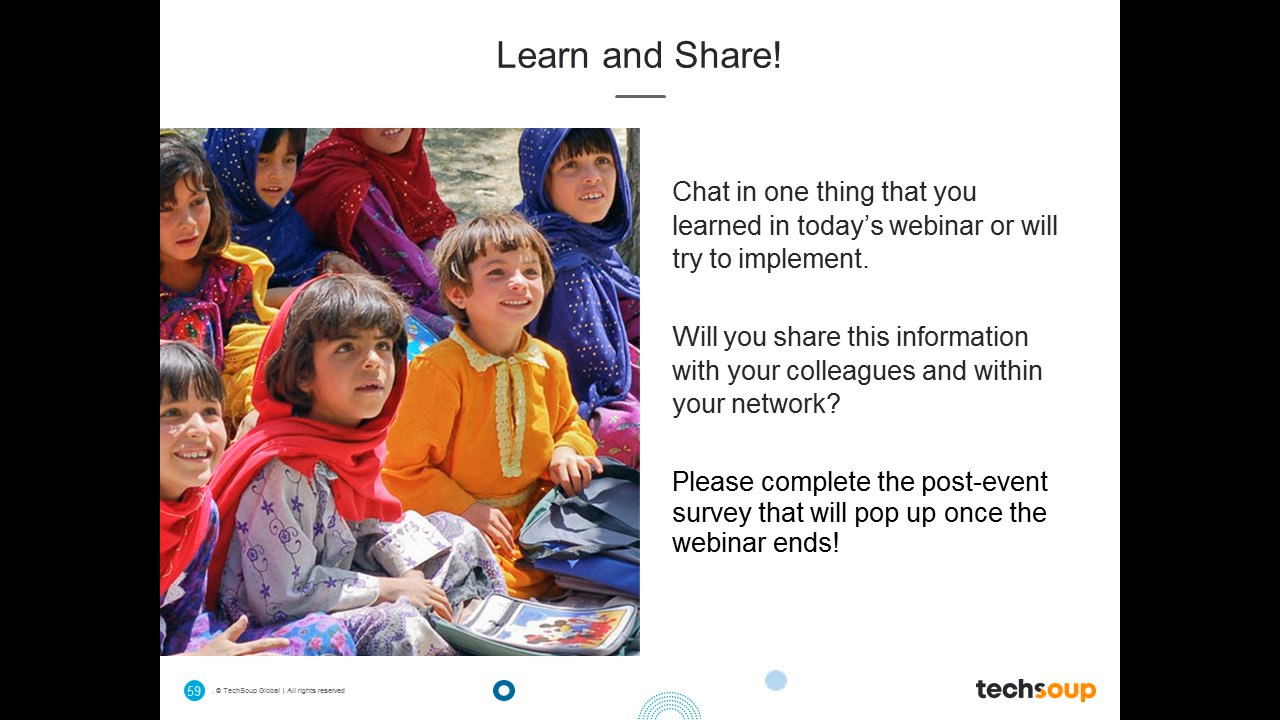 Learn and Share!
Chat in one thing that you
learned in today’s webinar or will
try to implement.
Will you share this information
with your colleagues and within
your network?
Please complete the post-event
survey that will pop up once the
webinar ends!
59
. © TechSoup Global | All rights reserved
techsoup